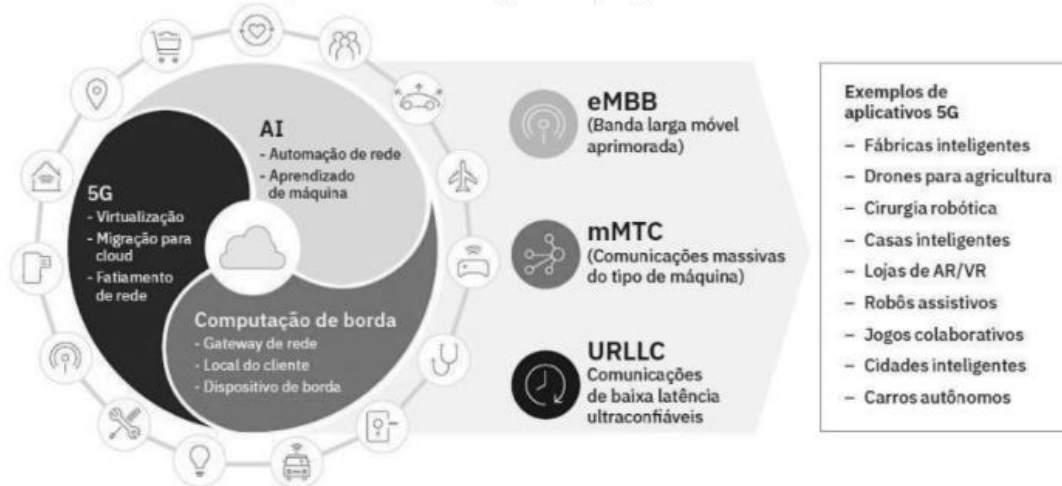 AI
- Automação de rede
- Aprendizado
de máquina
5G
- Virtualização
- Migração para
cloud
- Fatiamento
de rede
Computação de borda
- Gateway de rede
- Local do cliente
- Dispositivo de borda
eMBB
(Banda larga móvel
aprimorada)
mMTC
(Comunicações massivas
do tipo de máquina)
URLLC
Comunicações
de baixa latência
ultraconfiáveis
Exemplos de
aplicativos 5G
– Fábricas inteligentes
– Drones para agricultura
– Cirurgia robótica
– Casas inteligentes
– Lojas de AR/VR
– Robôs assistivos
– Jogos colaborativos
– Cidades inteligentes
– Carros autônomos